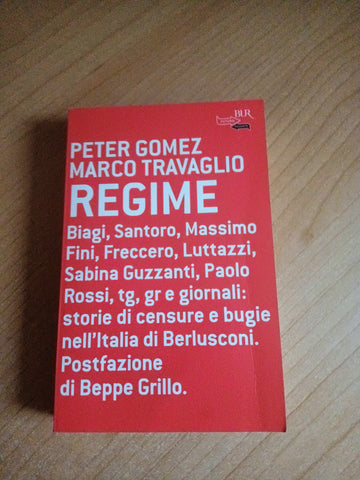 BUR
PETER GOMEZ
MARCO TRAVAGLIO
REGIME
Biagi, Santoro, Massimo
Fini, Freccero, Luttazzi,
Sabina Guzzanti, Paolo
Rossi, tg, gr e giornali:
storie di censure e bugie
nell'Italia di Berlusconi.
Postfazione
di Beppe Grillo.